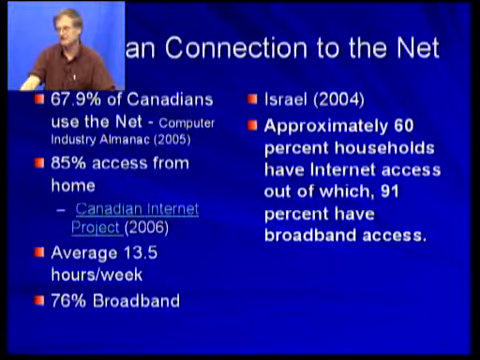 an Connection to the Net
67.9% of Canadians
use the Net - Computer
Industry Almanac (2005)
85% access from
home
– Canadian Internet
Project (2006)
Average 13.5
hours/week
76% Broadband
Israel (2004)
Approximately 60
percent households
have Internet access
out of which, 91
percent have
broadband access.